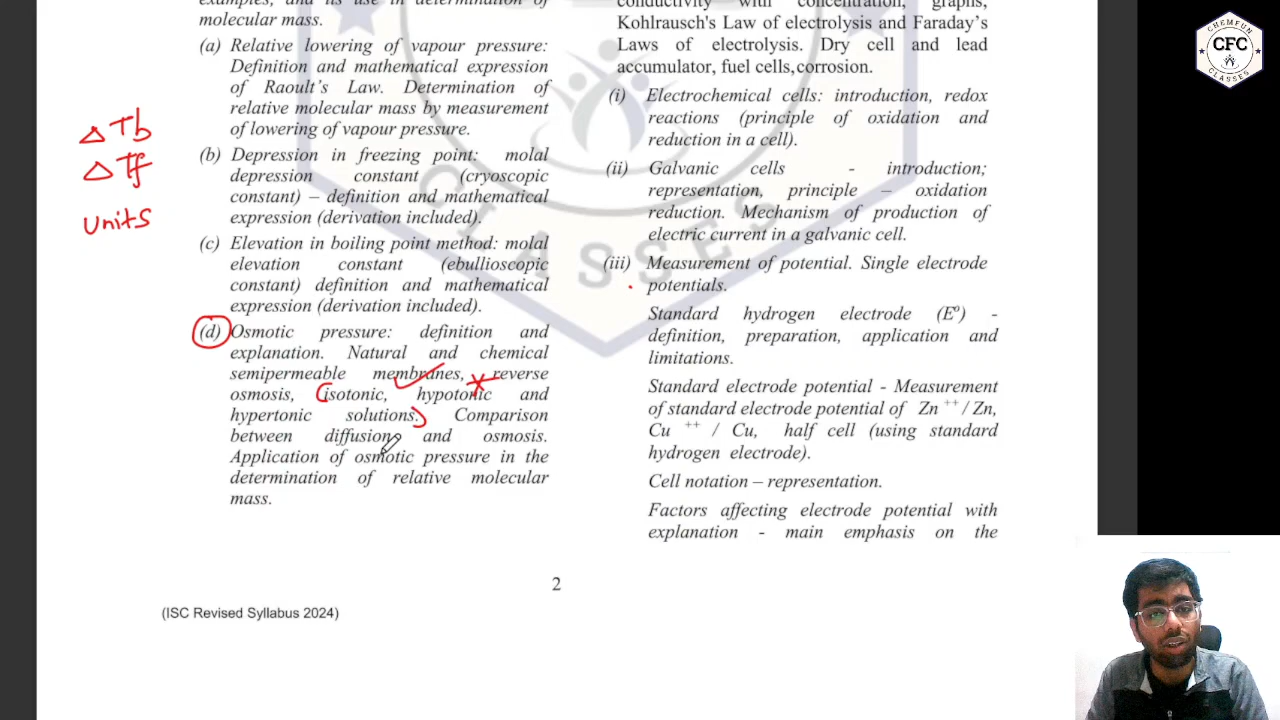 examples, and its use in determination of
molecular mass.
(a) Relative lowering of vapour pressure:
Definition and mathematical expression
of Raoult's Law. Determination of
relative molecular mass by measurement
of lowering of vapour pressure.
(b) Depression in freezing point: molal
depression constant (cryoscopic
constant) – definition and mathematical
expression (derivation included).
(c) Elevation in boiling point method: molal
elevation constant (ebullioscopic
constant) definition and mathematical
expression (derivation included).
(d) Osmotic pressure: definition and
explanation. Natural and chemical
semipermeable membranes, reverse
osmosis, isotonic, hypotonic and
hypertonic solutions. Comparison
between diffusion and osmosis.
Application of osmotic pressure in the
determination of relative molecular
mass.
Δ Tb
Δ Tf
units
conductivity with concentration, graphs,
Kohlrausch's Law of electrolysis and Faraday's
Laws of electrolysis. Dry cell and lead
accumulator, fuel cells,corrosion.
(i) Electrochemical cells: introduction, redox
reactions (principle of oxidation and
reduction in a cell).
(ii) Galvanic cells - introduction;
representation, principle – oxidation
reduction. Mechanism of production of
electric current in a galvanic cell.
(iii) Measurement of potential. Single electrode
potentials.
Standard hydrogen electrode (E°) -
definition, preparation, application and
limitations.
Standard electrode potential - Measurement
of standard electrode potential of Zn ++/ Zn,
Cu ++ / Cu, half cell (using standard
hydrogen electrode).
Cell notation – representation.
Factors affecting electrode potential with
explanation - main emphasis on the
2
(ISC Revised Syllabus 2024)
CLASSES
CHEMFUN
CFC
CLASSES